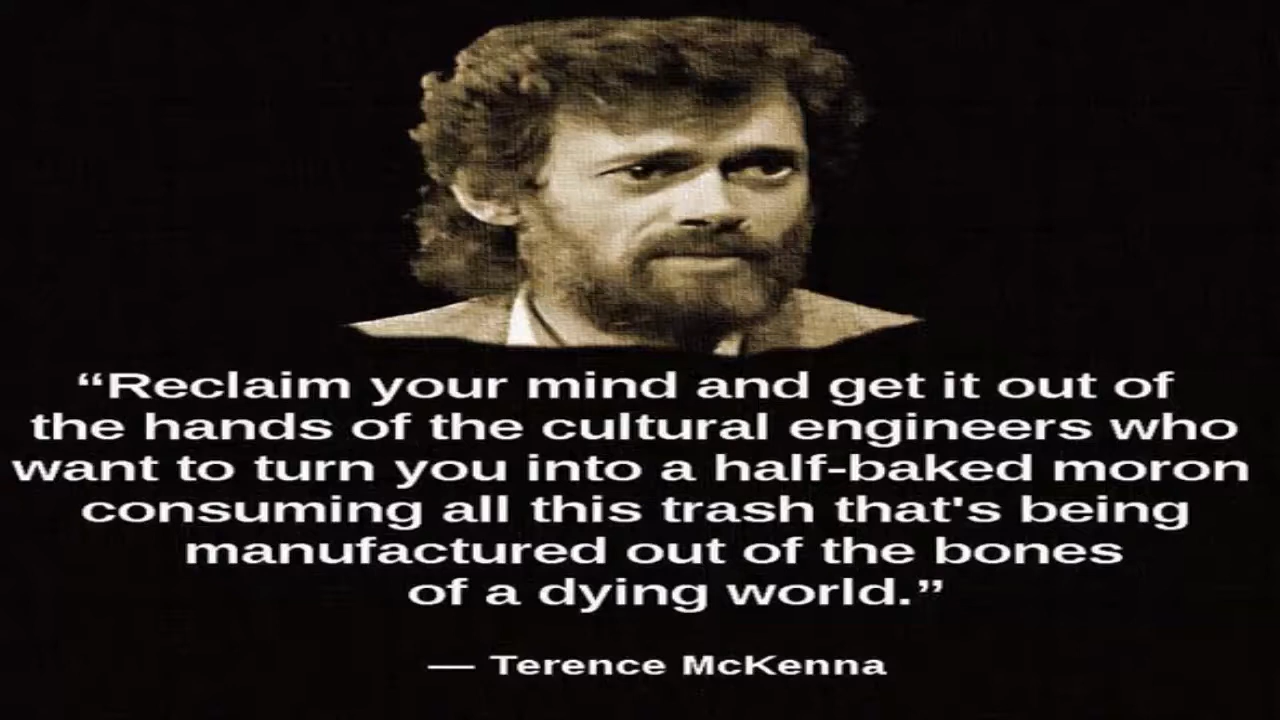 “Reclaim your mind and get it out of
the hands of the cultural engineers who
want to turn you into a half-baked moron
consuming all this trash that's being
manufactured out of the bones
of a dying world.”
— Terence McKenna